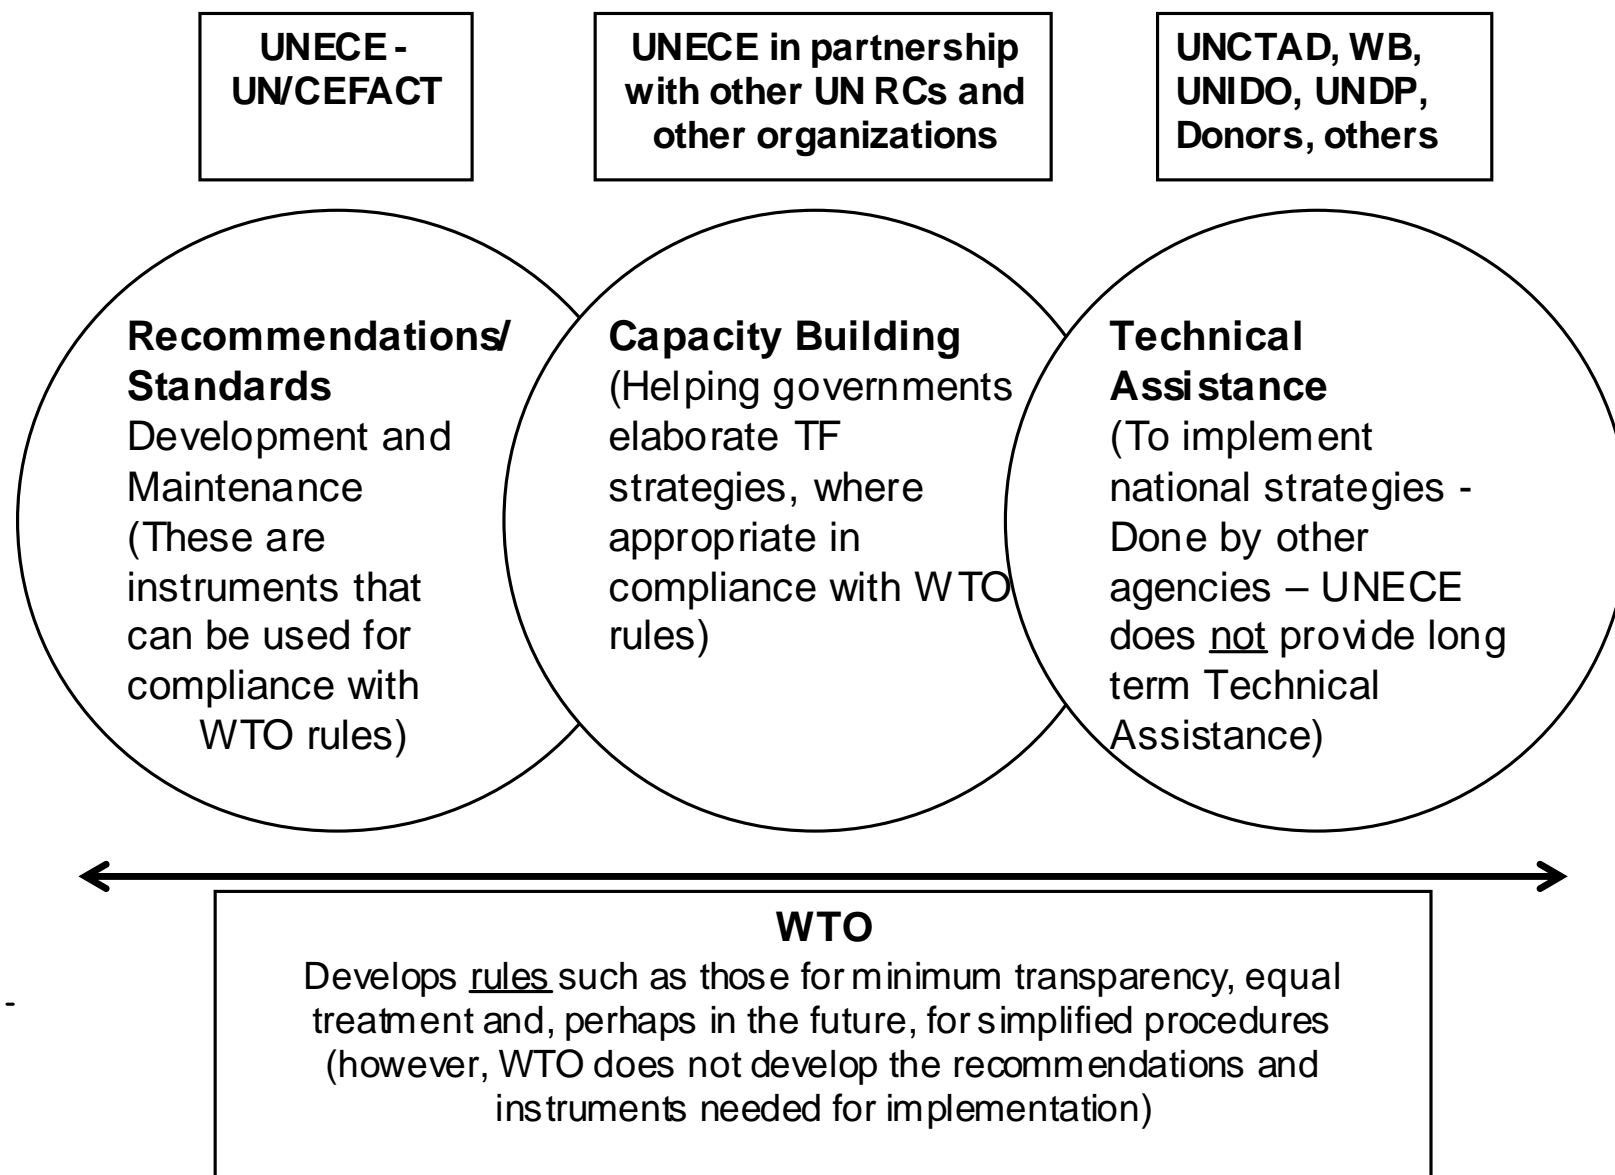 UNECE -
UN/CEFACT
UNECE in partnership
with other UN RCs and
other organizations
UNCTAD, WB,
UNIDO, UNDP,
Donors, others
Recommendations/
Standards
Development and
Maintenance
(These are
instruments that
can be used for
compliance with
WTO rules)
Capacity Building
(Helping governments
elaborate TF
strategies, where
appropriate in
compliance with WTO
rules)
Technical
Assistance
(To implement
national strategies -
Done by other
agencies – UNECE
does not provide long
term Technical
Assistance)
WTO
Develops rules such as those for minimum transparency, equal
treatment and, perhaps in the future, for simplified procedures
(however, WTO does not develop the recommendations and
instruments needed for implementation)
-